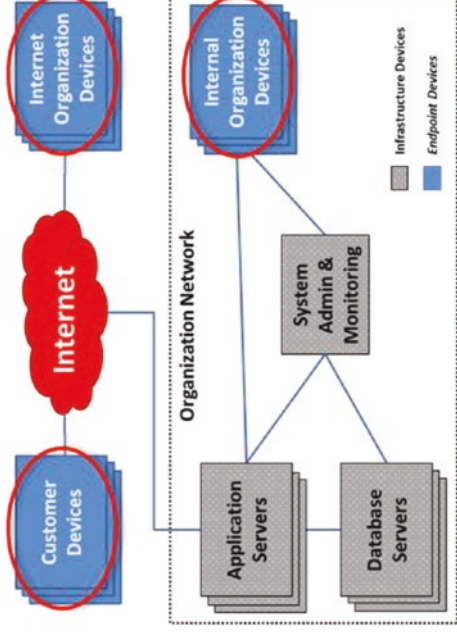 Customer
Devices
Internet
Internet
Organization
Devices
Organization Network
Application
Servers
System
Admin &
Monitoring
Internal
Organization
Devices
Database
Servers
Infrastructure Devices
Endpoint Devices